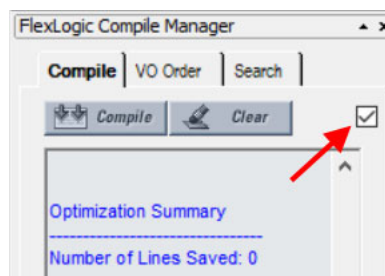 FlexLogic Compile Manager
Compile VO Order Search
Compile Clear
Optimization Summary
--------------------------------
Number of Lines Saved: 0